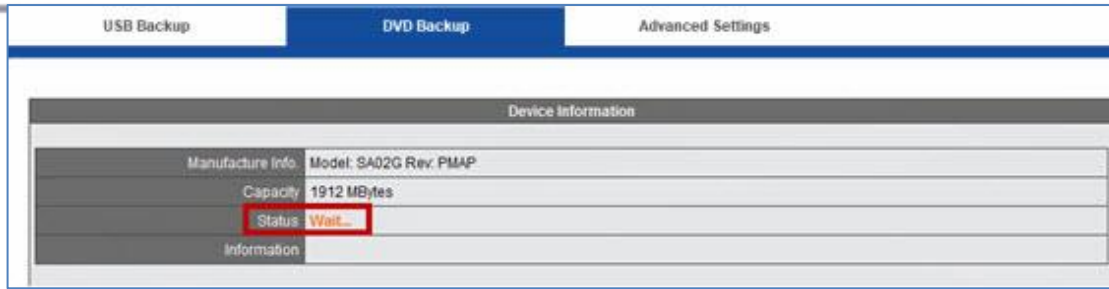 USB Backup DVD Backup Advanced Settings
Device Information
Manufacture Info. Model: SA02G Rev: PMAP
Capacity 1912 MBytes
Status Wait...
Information